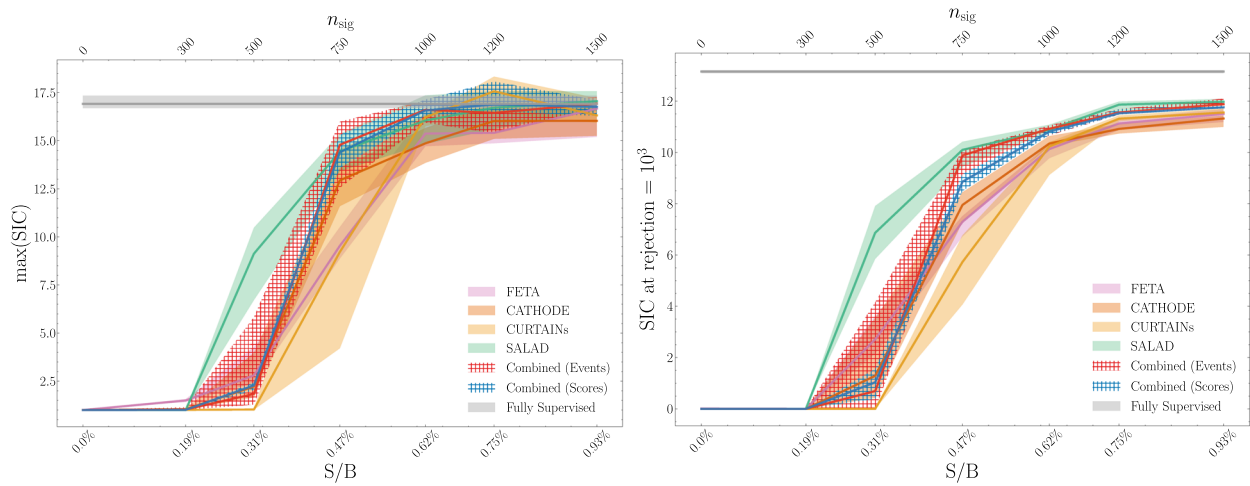 n_sig
0 300 500 750 1000 1200 1500
17.5
15.0
12.5
10.0
7.5
5.0
2.5
max(SIC)
FETA
CATHODE
CURTAINs
SALAD
Combined (Events)
Combined (Scores)
Fully Supervised
0.0% 0.19% 0.31% 0.47% 0.62% 0.75% 0.93%
S/B
n_sig
0 300 500 750 1000 1200 1500
12
10
8
6
4
2
0
SIC at rejection = 10³
FETA
CATHODE
CURTAINs
SALAD
Combined (Events)
Combined (Scores)
Fully Supervised
0.0% 0.19% 0.31% 0.47% 0.62% 0.75% 0.93%
S/B